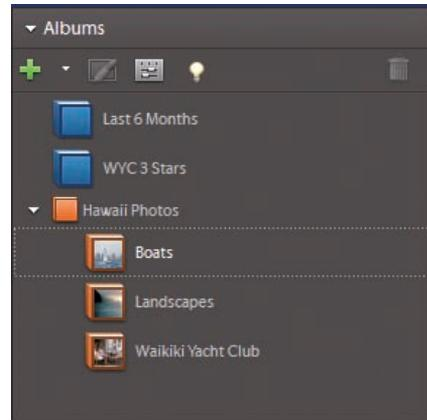 Albums
Last 6 Months
WYC 3 Stars
Hawaii Photos
Boats
Landscapes
Waikiki Yacht Club